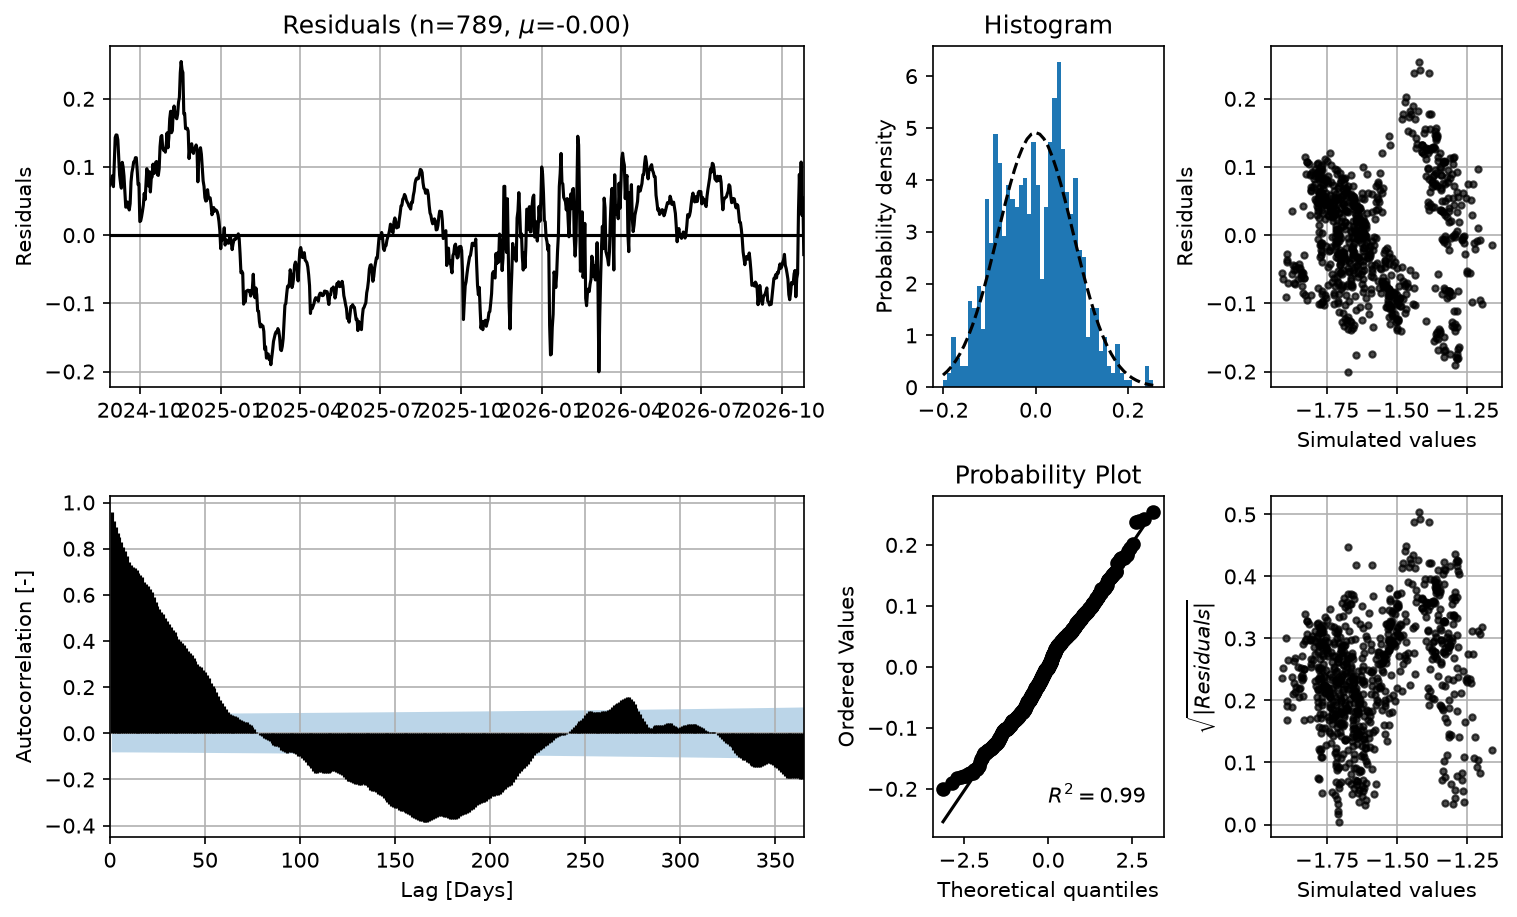 Residuals (n=789, μ=-0.00)
Residuals
0.2
0.1
0.0
−0.1
−0.2
2024-10 2025-01 2025-04 2025-07 2025-10 2026-01 2026-04 2026-07 2026-10
Histogram
Probability density
6
5
4
3
2
1
0
−0.2 0.0 0.2
Residuals
0.2
0.1
0.0
−0.1
−0.2
−1.75 −1.50 −1.25
Simulated values
Autocorrelation [-]
1.0
0.8
0.6
0.4
0.2
0.0
−0.2
−0.4
0 50 100 150 200 250 300 350
Lag [Days]
Probability Plot
Ordered Values
0.2
0.1
0.0
−0.1
−0.2
R² = 0.99
−2.5 0.0 2.5
Theoretical quantiles
√|Residuals|
0.5
0.4
0.3
0.2
0.1
0.0
−1.75 −1.50 −1.25
Simulated values